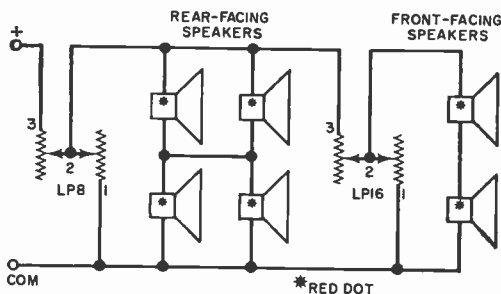 REAR-FACING
SPEAKERS
FRONT-FACING
SPEAKERS
+
3
2
LP8
1
3
2
LP16
1
COM
*RED DOT